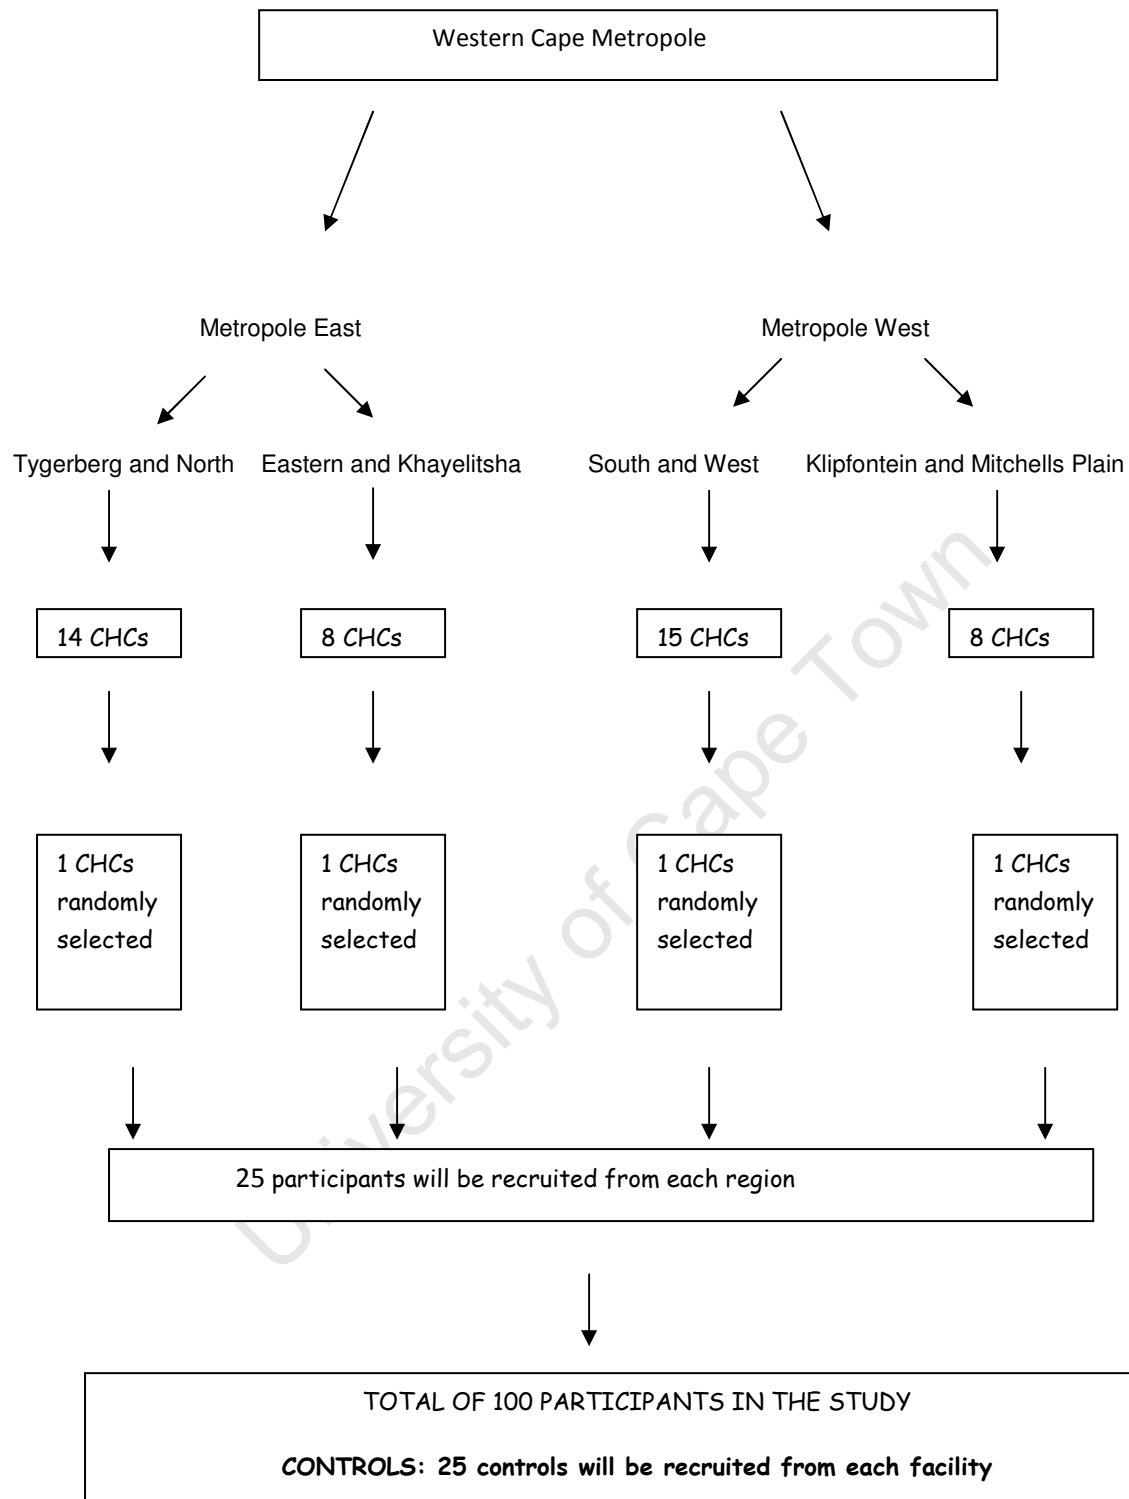 Western Cape Metropole
Metropole East
Metropole West
Tygerberg and North
Eastern and Khayelitsha
South and West
Klipfontein and Mitchells Plain
14 CHCs
8 CHCs
15 CHCs
8 CHCs
1 CHCs
randomly
selected
1 CHCs
randomly
selected
1 CHCs
randomly
selected
1 CHCs
randomly
selected
25 participants will be recruited from each region
TOTAL OF 100 PARTICIPANTS IN THE STUDY
CONTROLS: 25 controls will be recruited from each facility
University of Cape Town